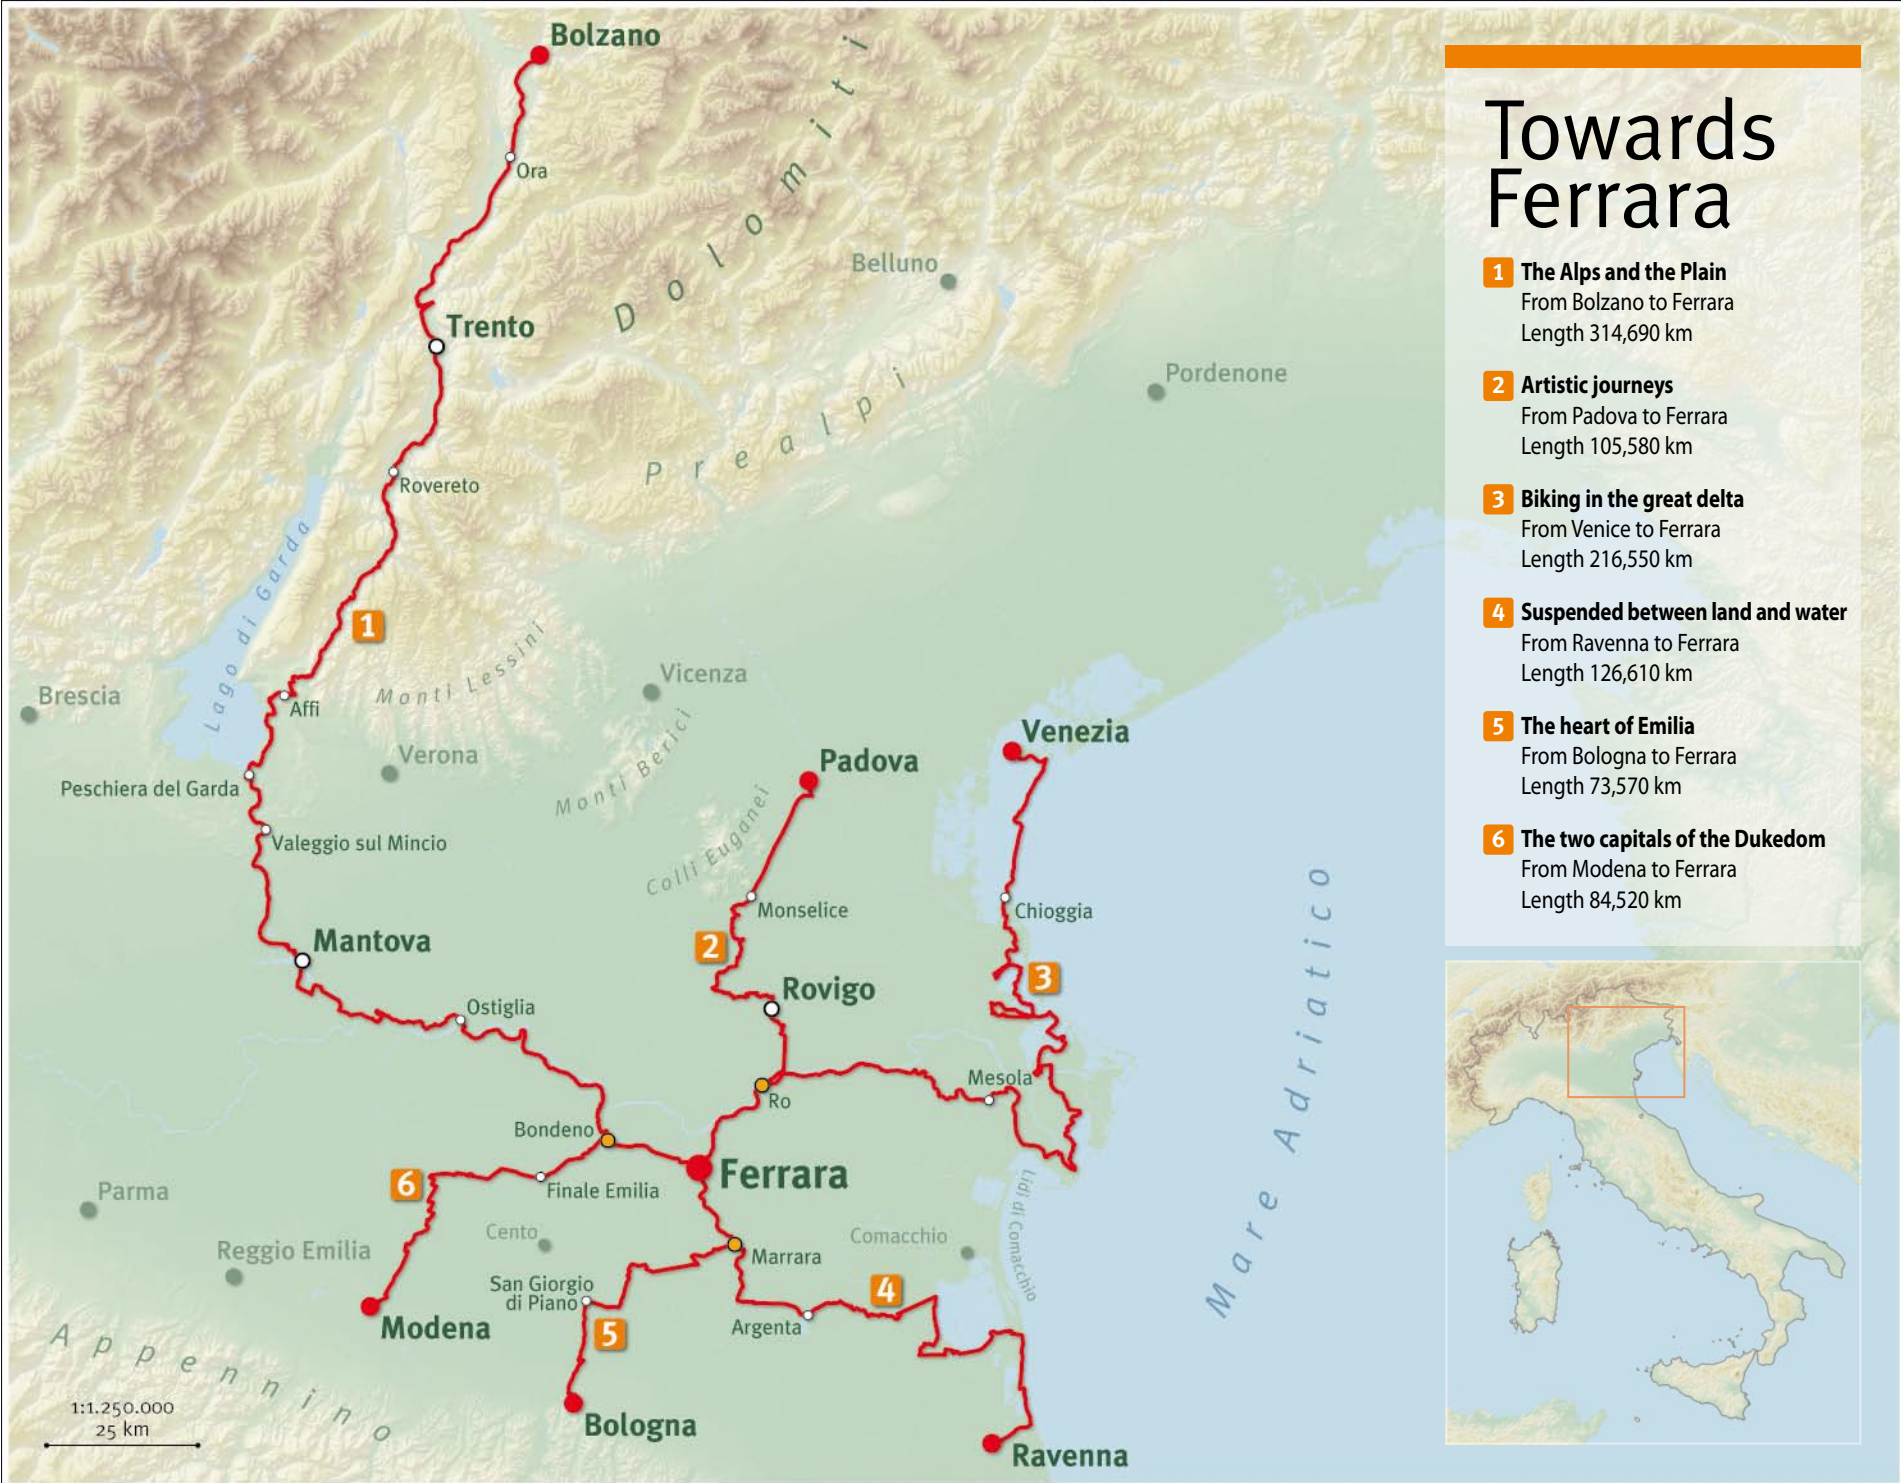 Bolzano
Ora
Dolomiti
Belluno
Trento
Pordenone
Prealpi
Rovereto
Lago di Garda
1
Monti Lessini
Vicenza
Brescia
Affi
Verona
Monti Berici
Venezia
Padova
Peschiera del Garda
Colli Euganei
Valeggio sul Mincio
Monselice
Chioggia
Mantova
2
3
Rovigo
Ostiglia
Mare Adriatico
Mesola
Ro
Bondeno
Ferrara
6
Finale Emilia
Parma
Lidi di Comacchio
Cento
Comacchio
Reggio Emilia
Marrara
San Giorgio
di Piano
4
Modena
5
Argenta
Appennino
1:1.250.000
25 km
Bologna
Ravenna
Towards
Ferrara
1 The Alps and the Plain
From Bolzano to Ferrara
Length 314,690 km
2 Artistic journeys
From Padova to Ferrara
Length 105,580 km
3 Biking in the great delta
From Venice to Ferrara
Length 216,550 km
4 Suspended between land and water
From Ravenna to Ferrara
Length 126,610 km
5 The heart of Emilia
From Bologna to Ferrara
Length 73,570 km
6 The two capitals of the Dukedom
From Modena to Ferrara
Length 84,520 km